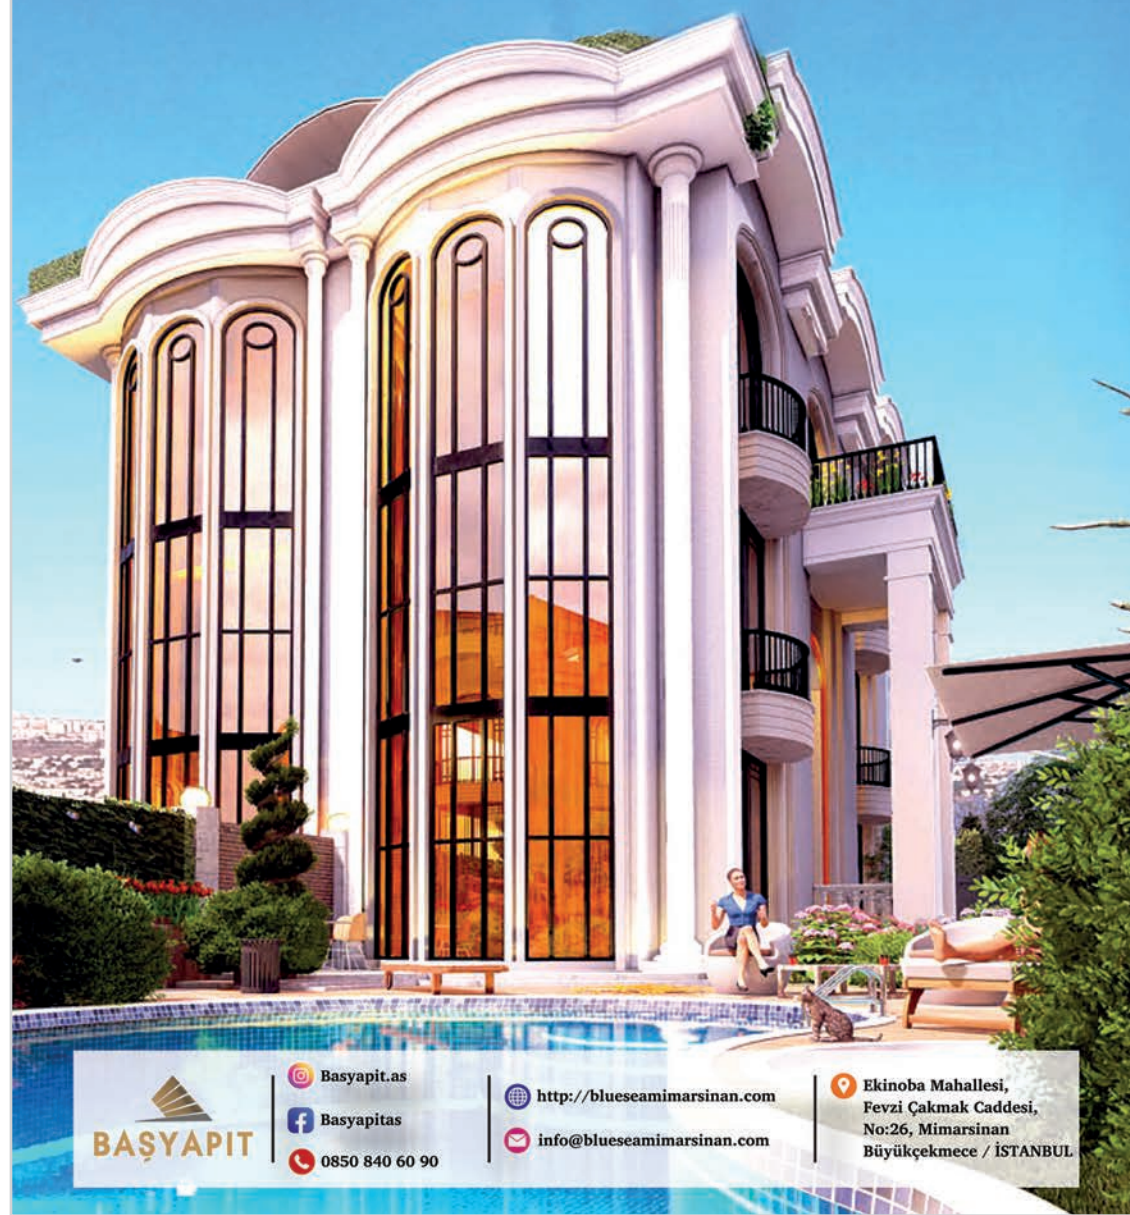 BAŞYAPIT
Basyapit.as
Basyapitas
0850 840 60 90
http://blueseamimarsinan.com
info@blueseamimarsinan.com
Ekinoba Mahallesi,
Fevzi Çakmak Caddesi,
No:26, Mimarsinan
Büyükçekmece / İSTANBUL